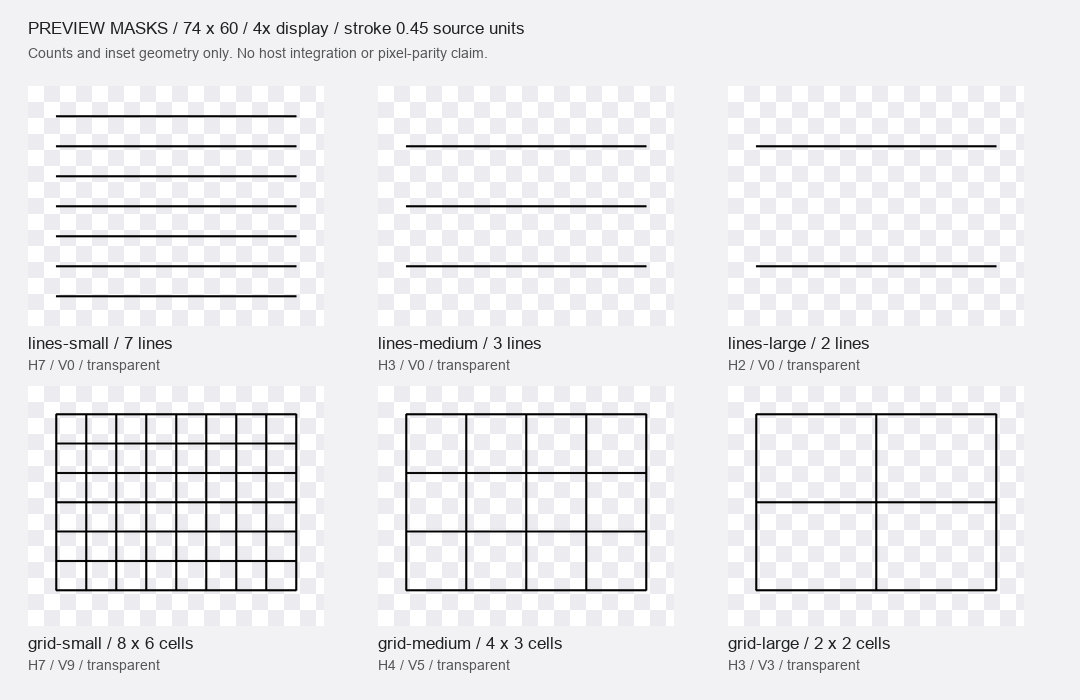 PREVIEW MASKS / 74 x 60 / 4x display / stroke 0.45 source units
Counts and inset geometry only. No host integration or pixel-parity claim.
lines-small / 7 lines
H7 / V0 / transparent
lines-medium / 3 lines
H3 / V0 / transparent
lines-large / 2 lines
H2 / V0 / transparent
grid-small / 8 x 6 cells
H7 / V9 / transparent
grid-medium / 4 x 3 cells
H4 / V5 / transparent
grid-large / 2 x 2 cells
H3 / V3 / transparent